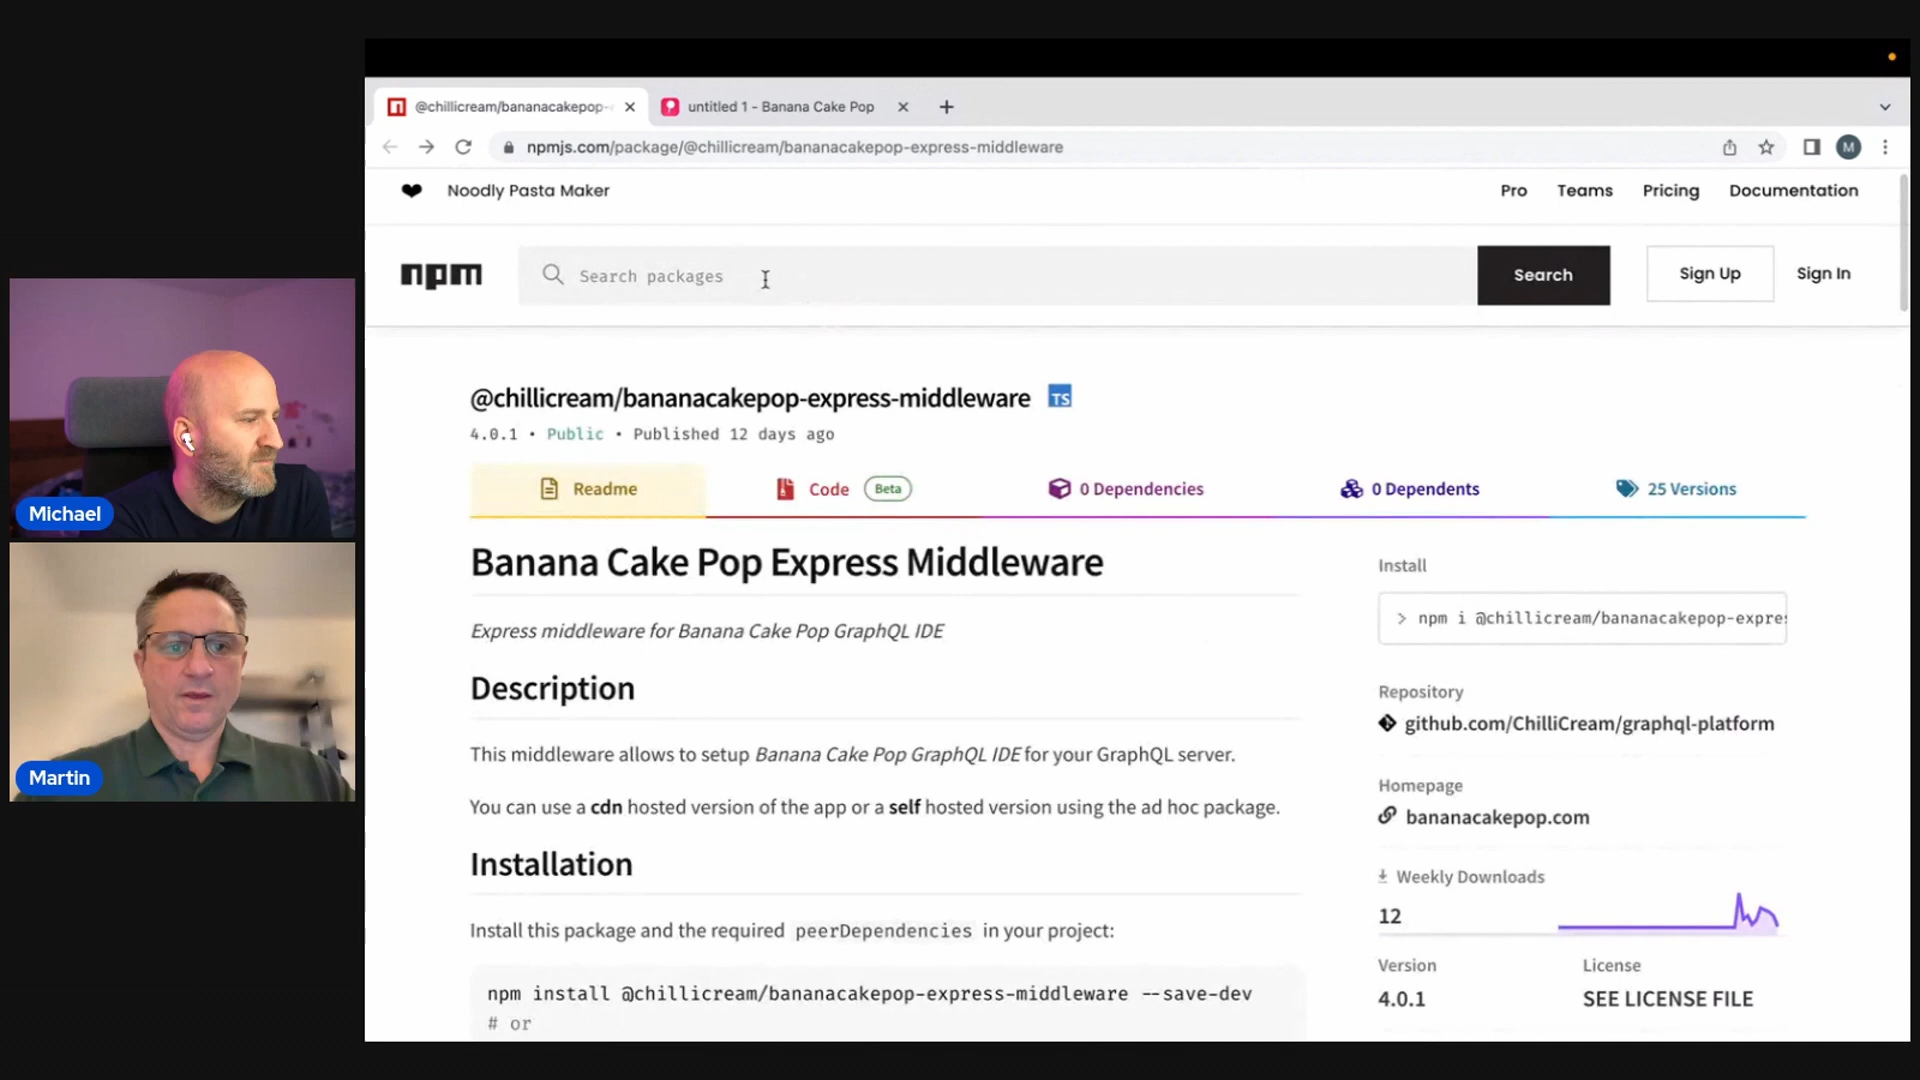 @chillicream/bananacakepop-
untitled 1 - Banana Cake Pop
npmjs.com/package/@chillicream/bananacakepop-express-middleware
M
Noodly Pasta Maker
Pro
Teams
Pricing
Documentation
npm
Search packages
Search
Sign Up
Sign In
@chillicream/bananacakepop-express-middleware
TS
4.0.1 • Public • Published 12 days ago
Readme
Code
Beta
0 Dependencies
0 Dependents
25 Versions
Banana Cake Pop Express Middleware
Express middleware for Banana Cake Pop GraphQL IDE
Description
This middleware allows to setup Banana Cake Pop GraphQL IDE for your GraphQL server.
You can use a cdn hosted version of the app or a self hosted version using the ad hoc package.
Installation
Install this package and the required peerDependencies in your project:
npm install @chillicream/bananacakepop-express-middleware --save-dev
# or
Install
> npm i @chillicream/bananacakepop-expres
Repository
github.com/ChilliCream/graphql-platform
Homepage
bananacakepop.com
Weekly Downloads
12
Version
License
4.0.1
SEE LICENSE FILE
Michael
Martin